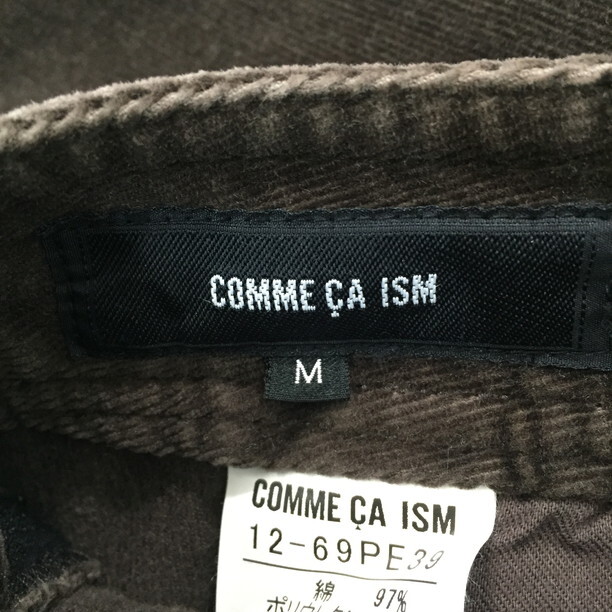 COMME ÇA ISM
M
COMME ÇA ISM
12-69PE39
綿 97%